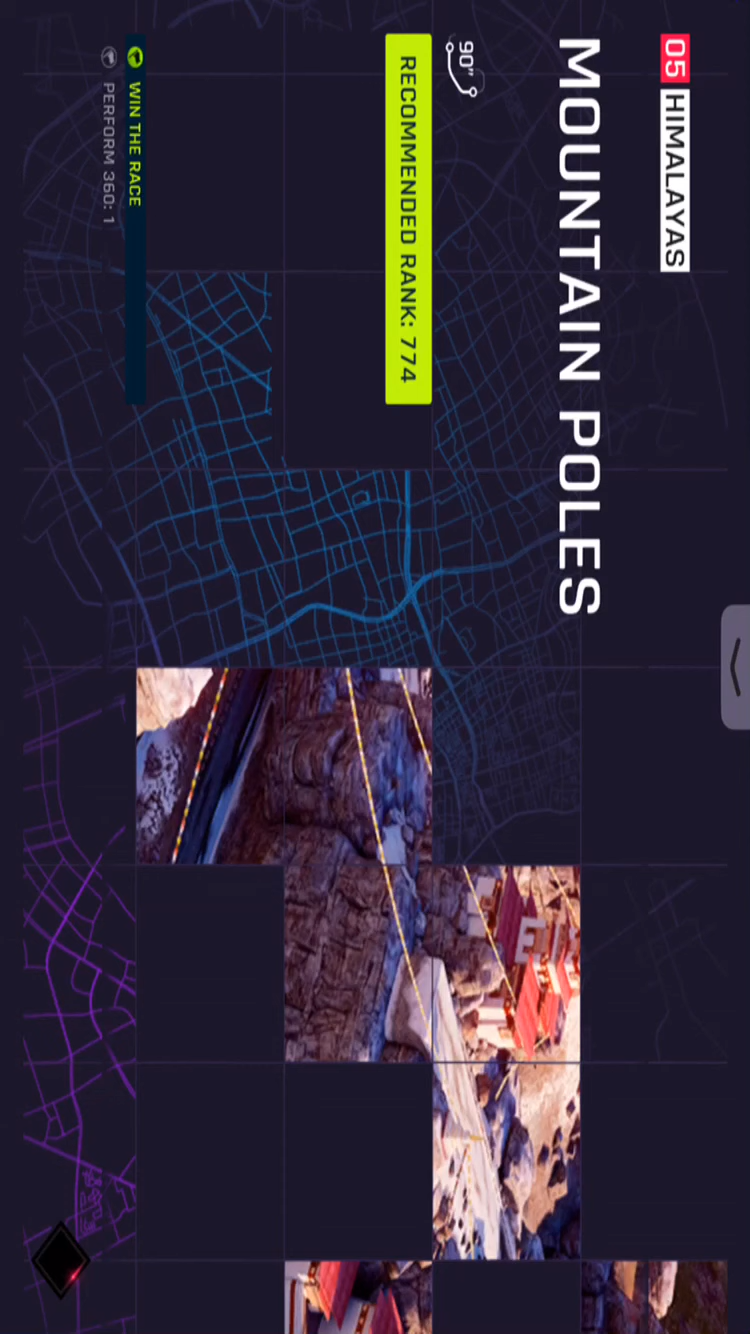 05 HIMALAYAS
MOUNTAIN POLES
90"
RECOMMENDED RANK: 774
WIN THE RACE
PERFORM 360: 1